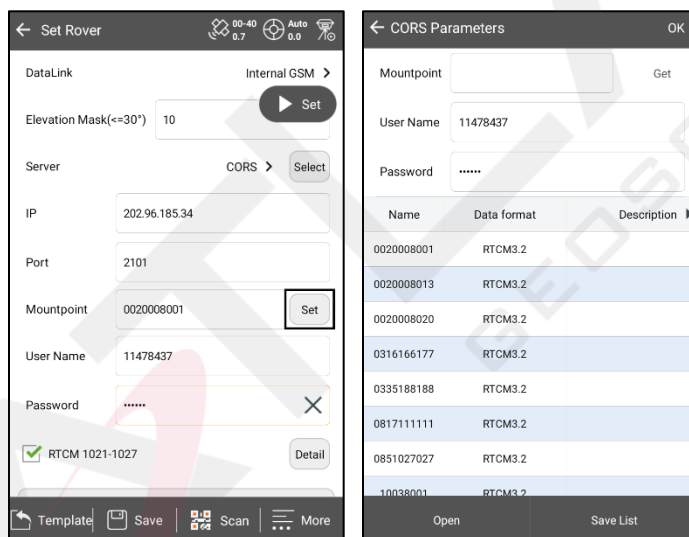 Set Rover
00-40
0.7
Auto
0.0
DataLink
Internal GSM
Set
Elevation Mask(<=30°)
10
Server
CORS
Select
IP
202.96.185.34
Port
2101
Mountpoint
0020008001
Set
User Name
11478437
Password
••••••
RTCM 1021-1027
Detail
Template
Save
Scan
More
CORS Parameters
OK
Mountpoint
Get
User Name
11478437
Password
••••••
Name
Data format
Description
0020008001
RTCM3.2
0020008013
RTCM3.2
0020008020
RTCM3.2
0316166177
RTCM3.2
0335188188
RTCM3.2
0817111111
RTCM3.2
0851027027
RTCM3.2
10038001
RTCM3.2
Open
Save List